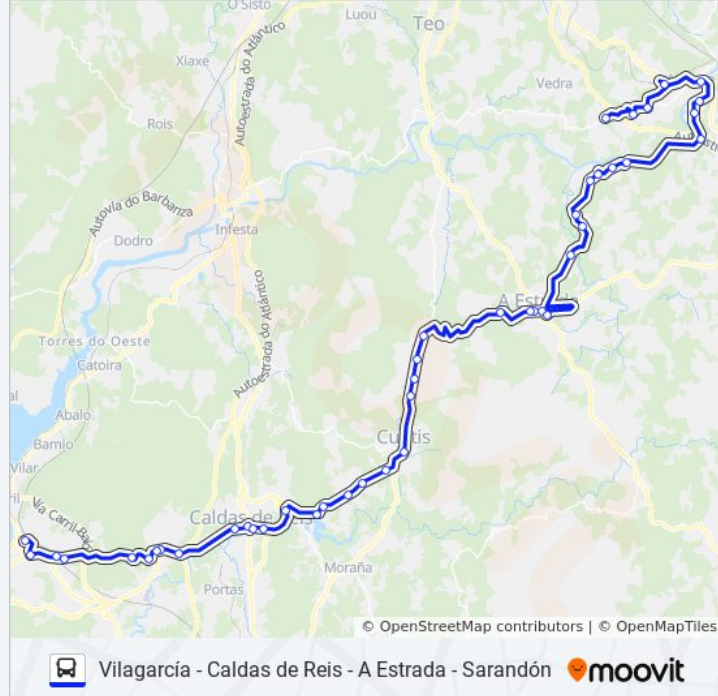 O Sisto
Luou
Teo
Xiaxe
Autoestrada do Atlántico
Vedra
Rois
Autovía do Barbanza
Infesta
Dodro
A Est
Torres do Oeste
Catoira
Autoestrada do Atlántico
Abalo
Bamio
Vilar
Vía Carril-Ba
Caldas de Reis
Moraña
Portas
© OpenStreetMap contributors | © OpenMapTiles
Vilagarcía - Caldas de Reis - A Estrada - Sarandón
moovit